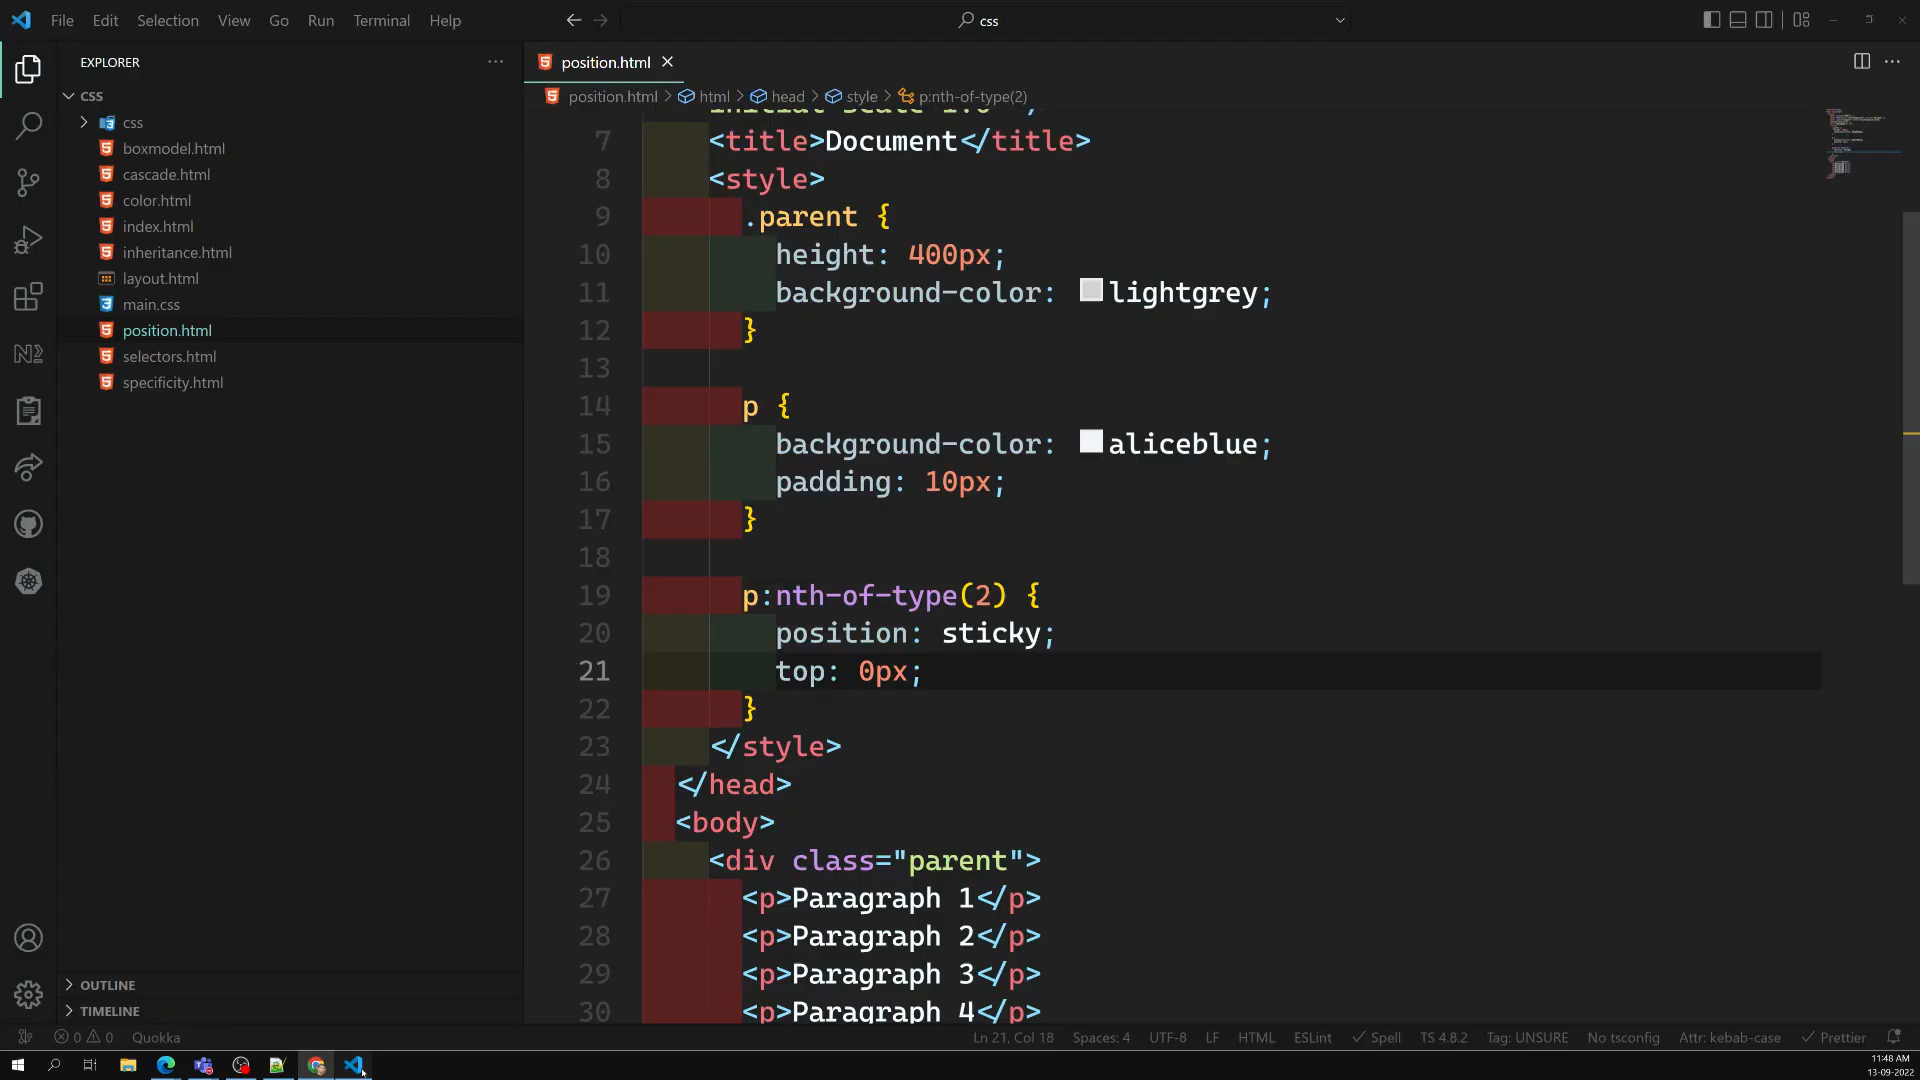 File Edit Selection View Go Run Terminal Help
css
EXPLORER
position.html
CSS
position.html > html > head > style > p:nth-of-type(2)
css
boxmodel.html
cascade.html
color.html
index.html
inheritance.html
layout.html
main.css
position.html
selectors.html
specificity.html
7 <title>Document</title>
8 <style>
9 .parent {
10 height: 400px;
11 background-color: lightgrey;
12 }
13
14 p {
15 background-color: aliceblue;
16 padding: 10px;
17 }
18
19 p:nth-of-type(2) {
20 position: sticky;
21 top: 0px;
22 }
23 </style>
24 </head>
25 <body>
26 <div class="parent">
27 <p>Paragraph 1</p>
28 <p>Paragraph 2</p>
29 <p>Paragraph 3</p>
30 <p>Paragraph 4</p>
OUTLINE
TIMELINE
0 0 Quokka Ln 21, Col 18 Spaces: 4 UTF-8 LF HTML ESLint Spell TS 4.8.2 Tag: UNSURE No tsconfig Attr: kebab-case Prettier
11:48 AM
13-09-2022